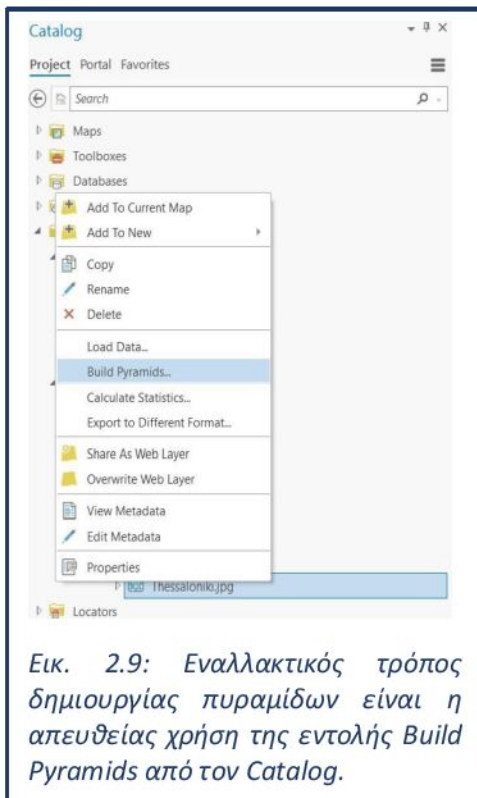 Catalog
Project Portal Favorites
Search
Maps
Toolboxes
Databases
Add To Current Map
Add To New
Copy
Rename
Delete
Load Data...
Build Pyramids...
Calculate Statistics...
Export to Different Format...
Share As Web Layer
Overwrite Web Layer
View Metadata
Edit Metadata
Properties
Thessaloniki.jpg
Locators
Εικ. 2.9: Εναλλακτικός τρόπος
δημιουργίας πυραμίδων είναι η
απευθείας χρήση της εντολής Build
Pyramids από τον Catalog.